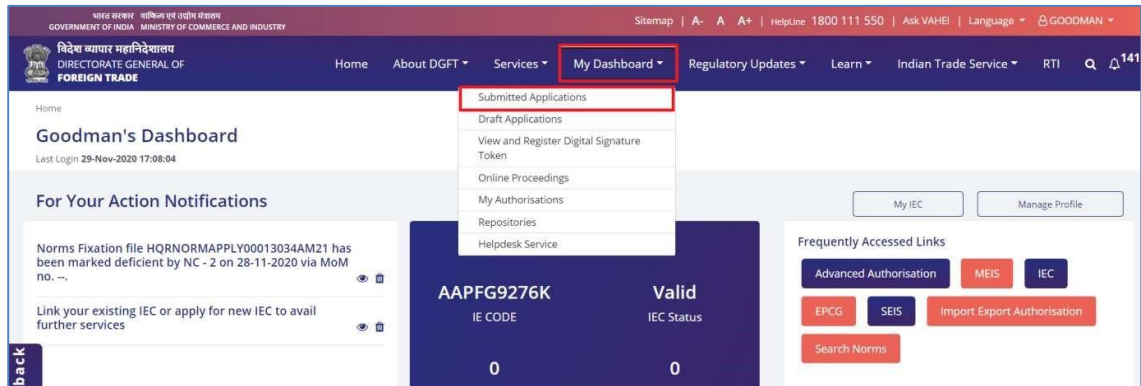 भारत सरकार वाणिज्य एवं उद्योग मंत्रालय
GOVERNMENT OF INDIA MINISTRY OF COMMERCE AND INDUSTRY
Sitemap | A- A A+ | HelpLine 1800 111 550 | Ask VAHEI | Language GOODMAN
विदेश व्यापार महानिदेशालय
DIRECTORATE GENERAL OF
FOREIGN TRADE
Home About DGFT Services My Dashboard Regulatory Updates Learn Indian Trade Service RTI 141
Submitted Applications
Draft Applications
View and Register Digital Signature
Token
Online Proceedings
My Authorisations
Repositories
Helpdesk Service
Home
Goodman's Dashboard
Last Login 29-Nov-2020 17:08:04
For Your Action Notifications
My IEC Manage Profile
Norms Fixation file HQRNORMAPPLY00013034AM21 has
been marked deficient by NC - 2 on 28-11-2020 via MoM
no. --.
Link your existing IEC or apply for new IEC to avail
further services
AAPFG9276K Valid
IE CODE IEC Status
0 0
Frequently Accessed Links
Advanced Authorisation MEIS IEC
EPCG SEIS Import Export Authorisation
Search Norms
back